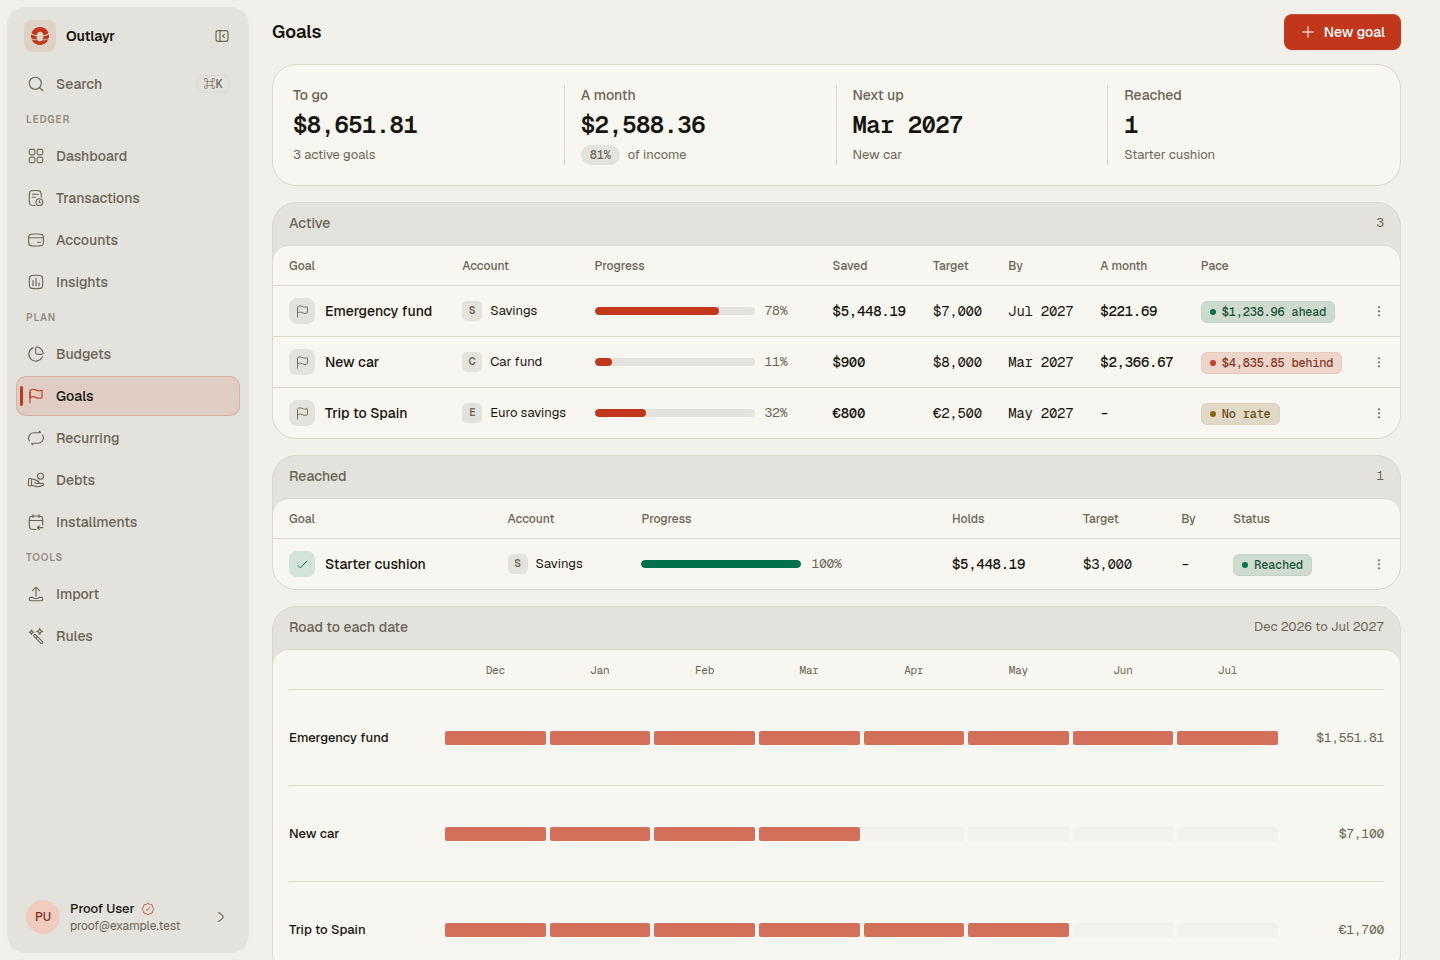 Outlayr
Search ⌘K
LEDGER
Dashboard
Transactions
Accounts
Insights
PLAN
Budgets
Goals
Recurring
Debts
Installments
TOOLS
Import
Rules
PU
Proof User
proof@example.test
Goals
New goal
To go
$8,651.81
3 active goals
A month
$2,588.36
81% of income
Next up
Mar 2027
New car
Reached
1
Starter cushion
Active 3
Goal Account Progress Saved Target By A month Pace
Emergency fund S Savings 78% $5,448.19 $7,000 Jul 2027 $221.69 $1,238.96 ahead
New car C Car fund 11% $900 $8,000 Mar 2027 $2,366.67 $4,835.85 behind
Trip to Spain E Euro savings 32% €800 €2,500 May 2027 – No rate
Reached 1
Goal Account Progress Holds Target By Status
Starter cushion S Savings 100% $5,448.19 $3,000 – Reached
Road to each date Dec 2026 to Jul 2027
Dec Jan Feb Mar Apr May Jun Jul
Emergency fund $1,551.81
New car $7,100
Trip to Spain €1,700